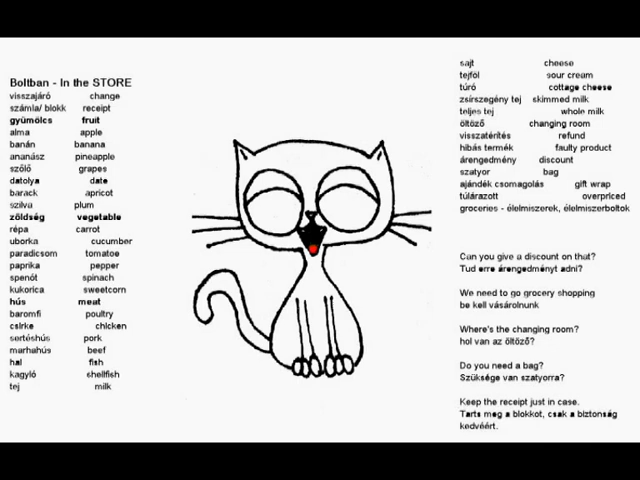 Boltban - In the STORE
visszajáró change
számla/ blokk receipt
gyümölcs fruit
alma apple
banán banana
ananász pineapple
szőlő grapes
datolya date
barack apricot
szilva plum
zöldség vegetable
répa carrot
uborka cucumber
paradicsom tomatoe
paprika pepper
spenót spinach
kukorica sweetcorn
hús meat
baromfi poultry
csirke chicken
sertéshús pork
marhahús beef
hal fish
kagyló shellfish
tej milk
sajt cheese
tejföl sour cream
túró cottage cheese
zsírszegény tej skimmed milk
teljes tej whole milk
öltöző changing room
visszatérítés refund
hibás termék faulty product
árengedmény discount
szatyor bag
ajándék csomagolás gift wrap
túlárazott overpriced
groceries - élelmiszerek, élelmiszerboltok
Can you give a discount on that?
Tud erre árengedményt adni?
We need to go grocery shopping
be kell vásárolnunk
Where's the changing room?
hol van az öltöző?
Do you need a bag?
Szüksége van szatyorra?
Keep the receipt just in case.
Tarts meg a blokkot, csak a biztonság
kedvéért.